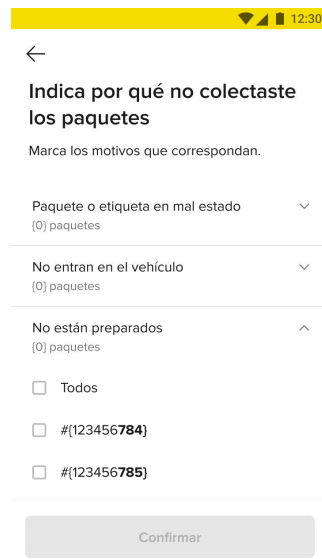 12:30
Indica por qué no colectaste
los paquetes
Marca los motivos que correspondan.
Paquete o etiqueta en mal estado
{0} paquetes
No entran en el vehículo
{0} paquetes
No están preparados
{0} paquetes
Todos
#{123456784}
#{123456785}
Confirmar